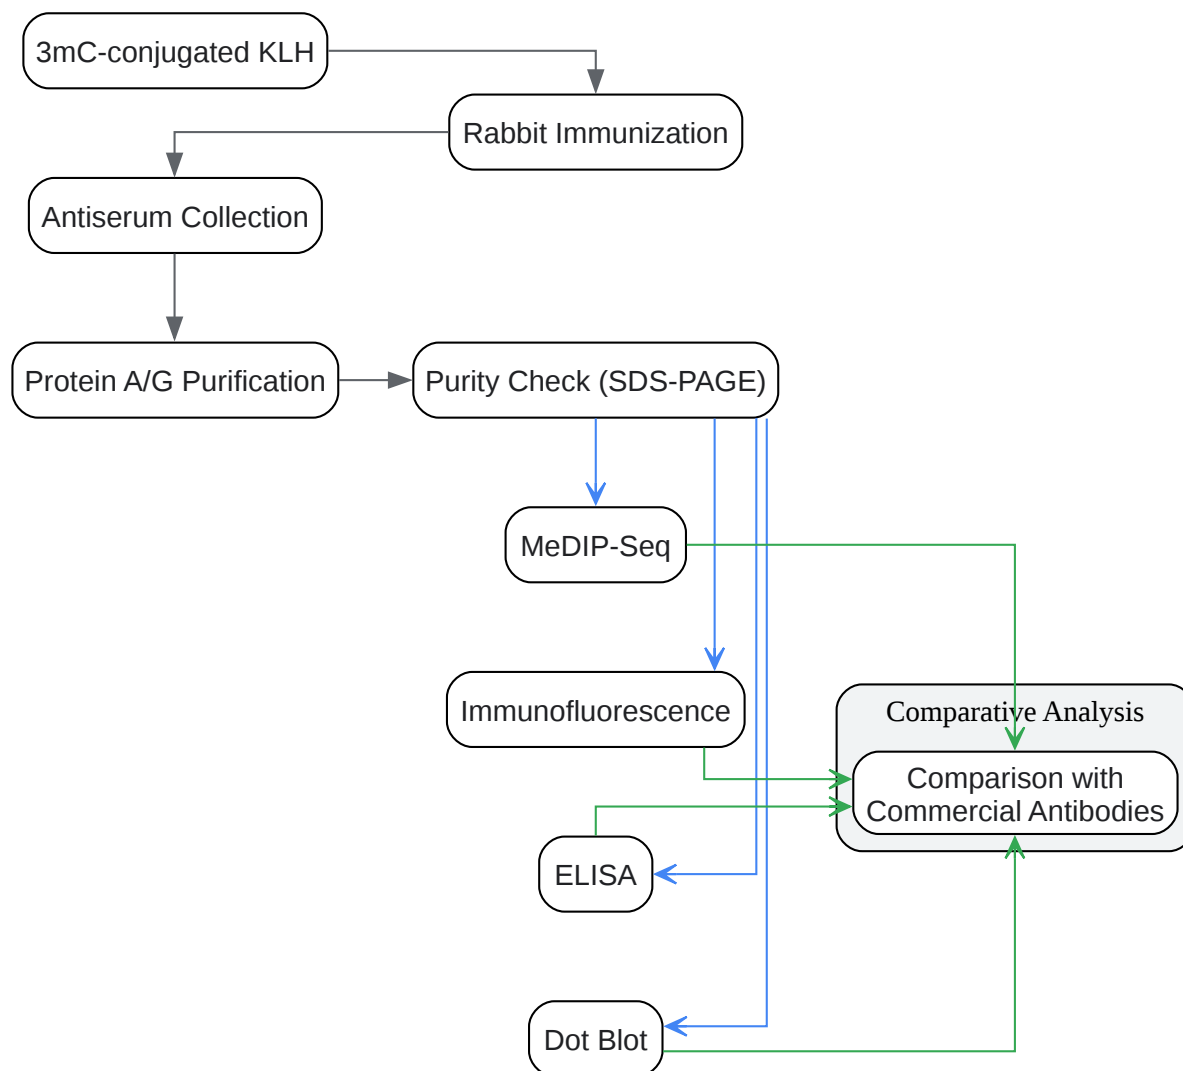 3mC-conjugated KLH
Rabbit Immunization
Antiserum Collection
Protein A/G Purification
Purity Check (SDS-PAGE)
MeDIP-Seq
Immunofluorescence
Comparative Analysis
Comparison with
Commercial Antibodies
ELISA
Dot Blot